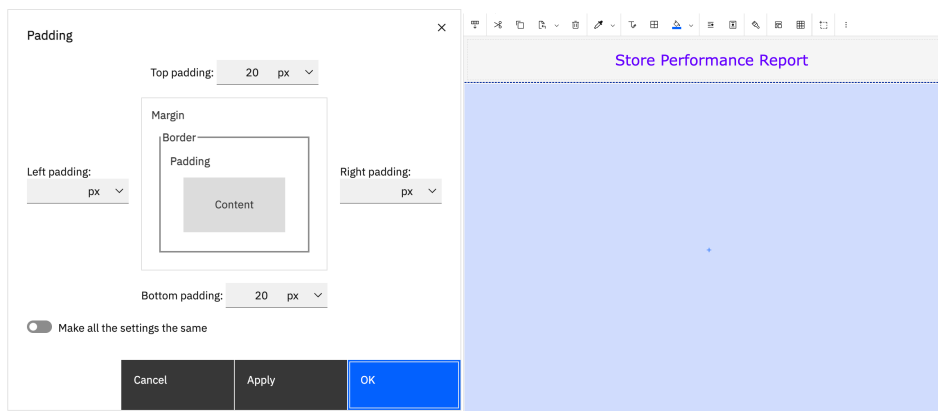 Padding
Store Performance Report
Top padding: 20 px
Margin
Border
Padding
Left padding:
px
Right padding:
px
Content
Bottom padding: 20 px
Make all the settings the same
Cancel
Apply
OK